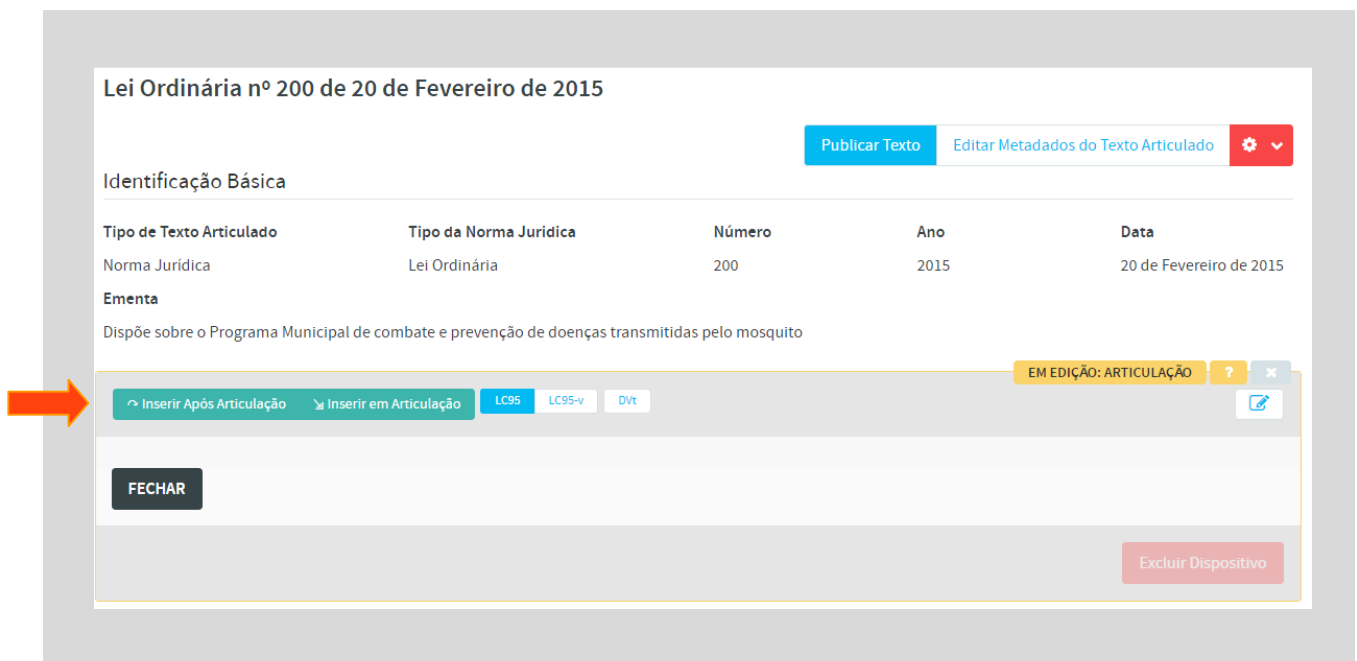 Lei Ordinária nº 200 de 20 de Fevereiro de 2015
Publicar Texto Editar Metadados do Texto Articulado
Identificação Básica
Tipo de Texto Articulado Tipo da Norma Juridica Número Ano Data
Norma Jurídica Lei Ordinária 200 2015 20 de Fevereiro de 2015
Ementa
Dispõe sobre o Programa Municipal de combate e prevenção de doenças transmitidas pelo mosquito
EM EDIÇÃO: ARTICULAÇÃO ? ×
Inserir Após Articulação Inserir em Articulação LC95 LC95-v DVt
FECHAR
Excluir Dispositivo